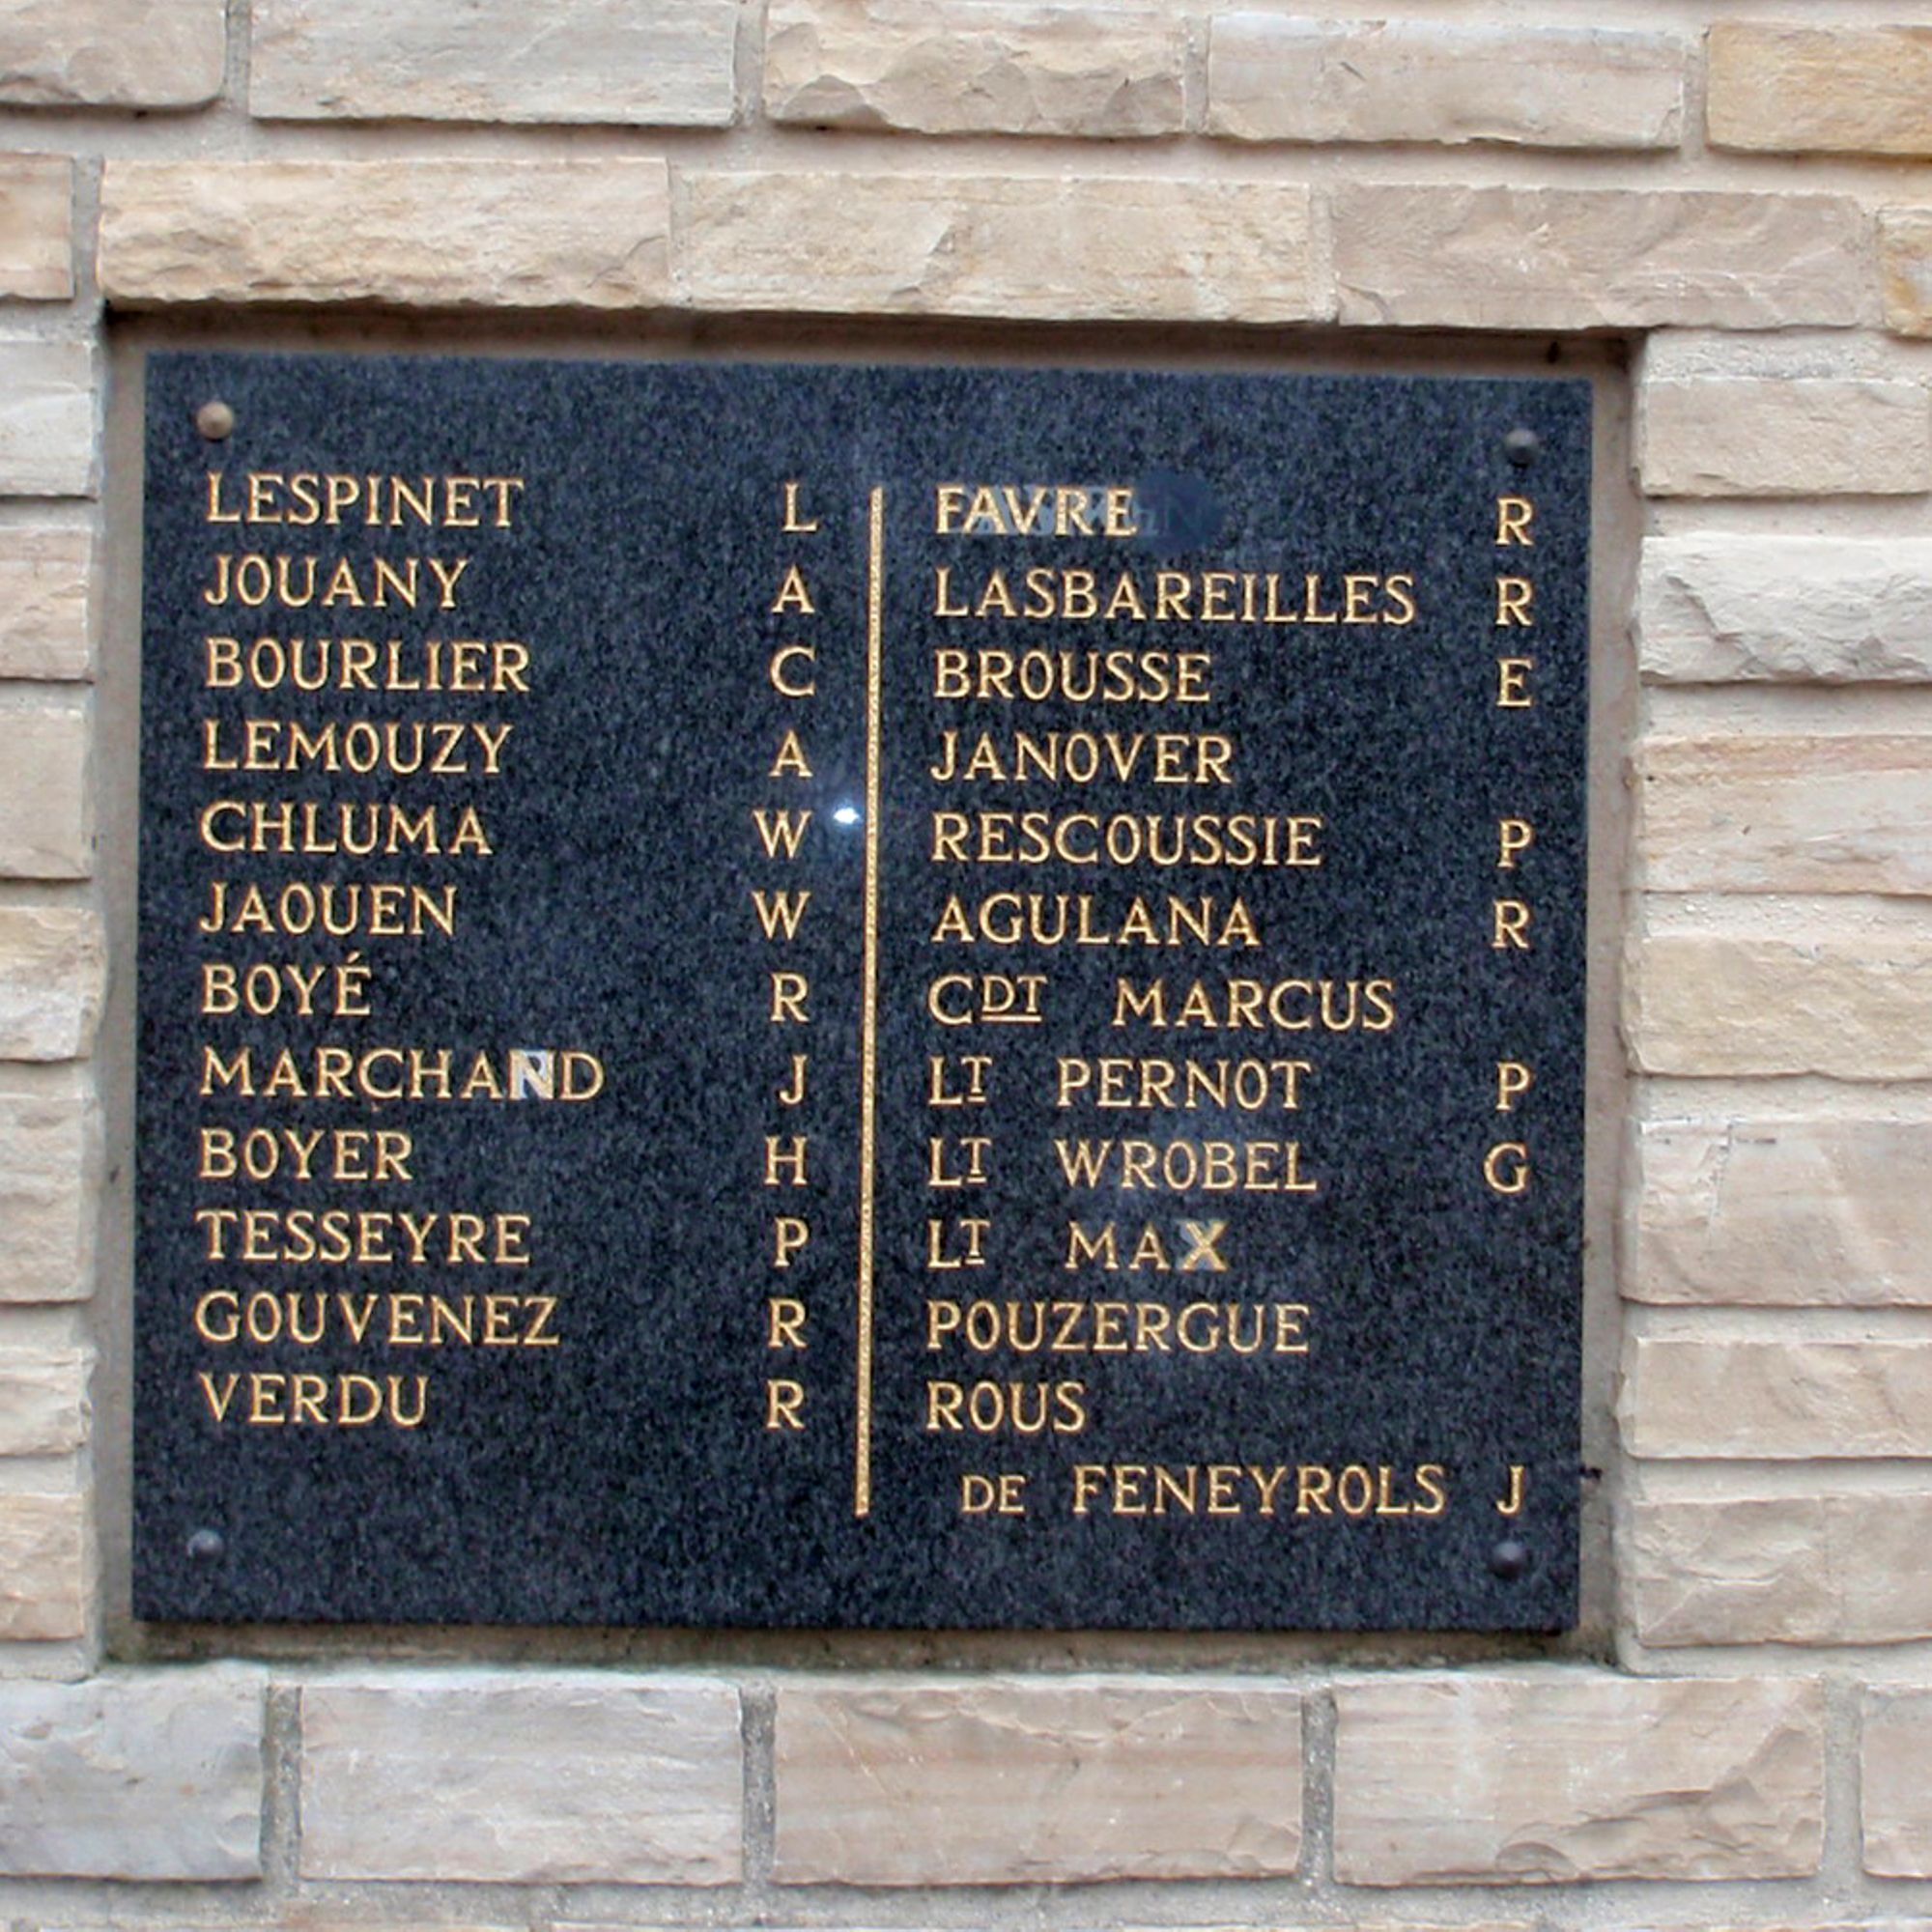 LESPINET L
JOUANY A
BOURLIER C
LEMOUZY A
CHLUMA W
JAOUEN W
BOYÉ R
MARCHAND J
BOYER H
TESSEYRE P
GOUVENEZ R
VERDU R
FAVRE R
LASBAREILLES R
BROUSSE E
JANOVER
RESCOUSSIE P
AGULANA R
CDT MARCUS
LT PERNOT P
LT WROBEL G
LT MAX
POUZERGUE
ROUS
DE FENEYROLS J